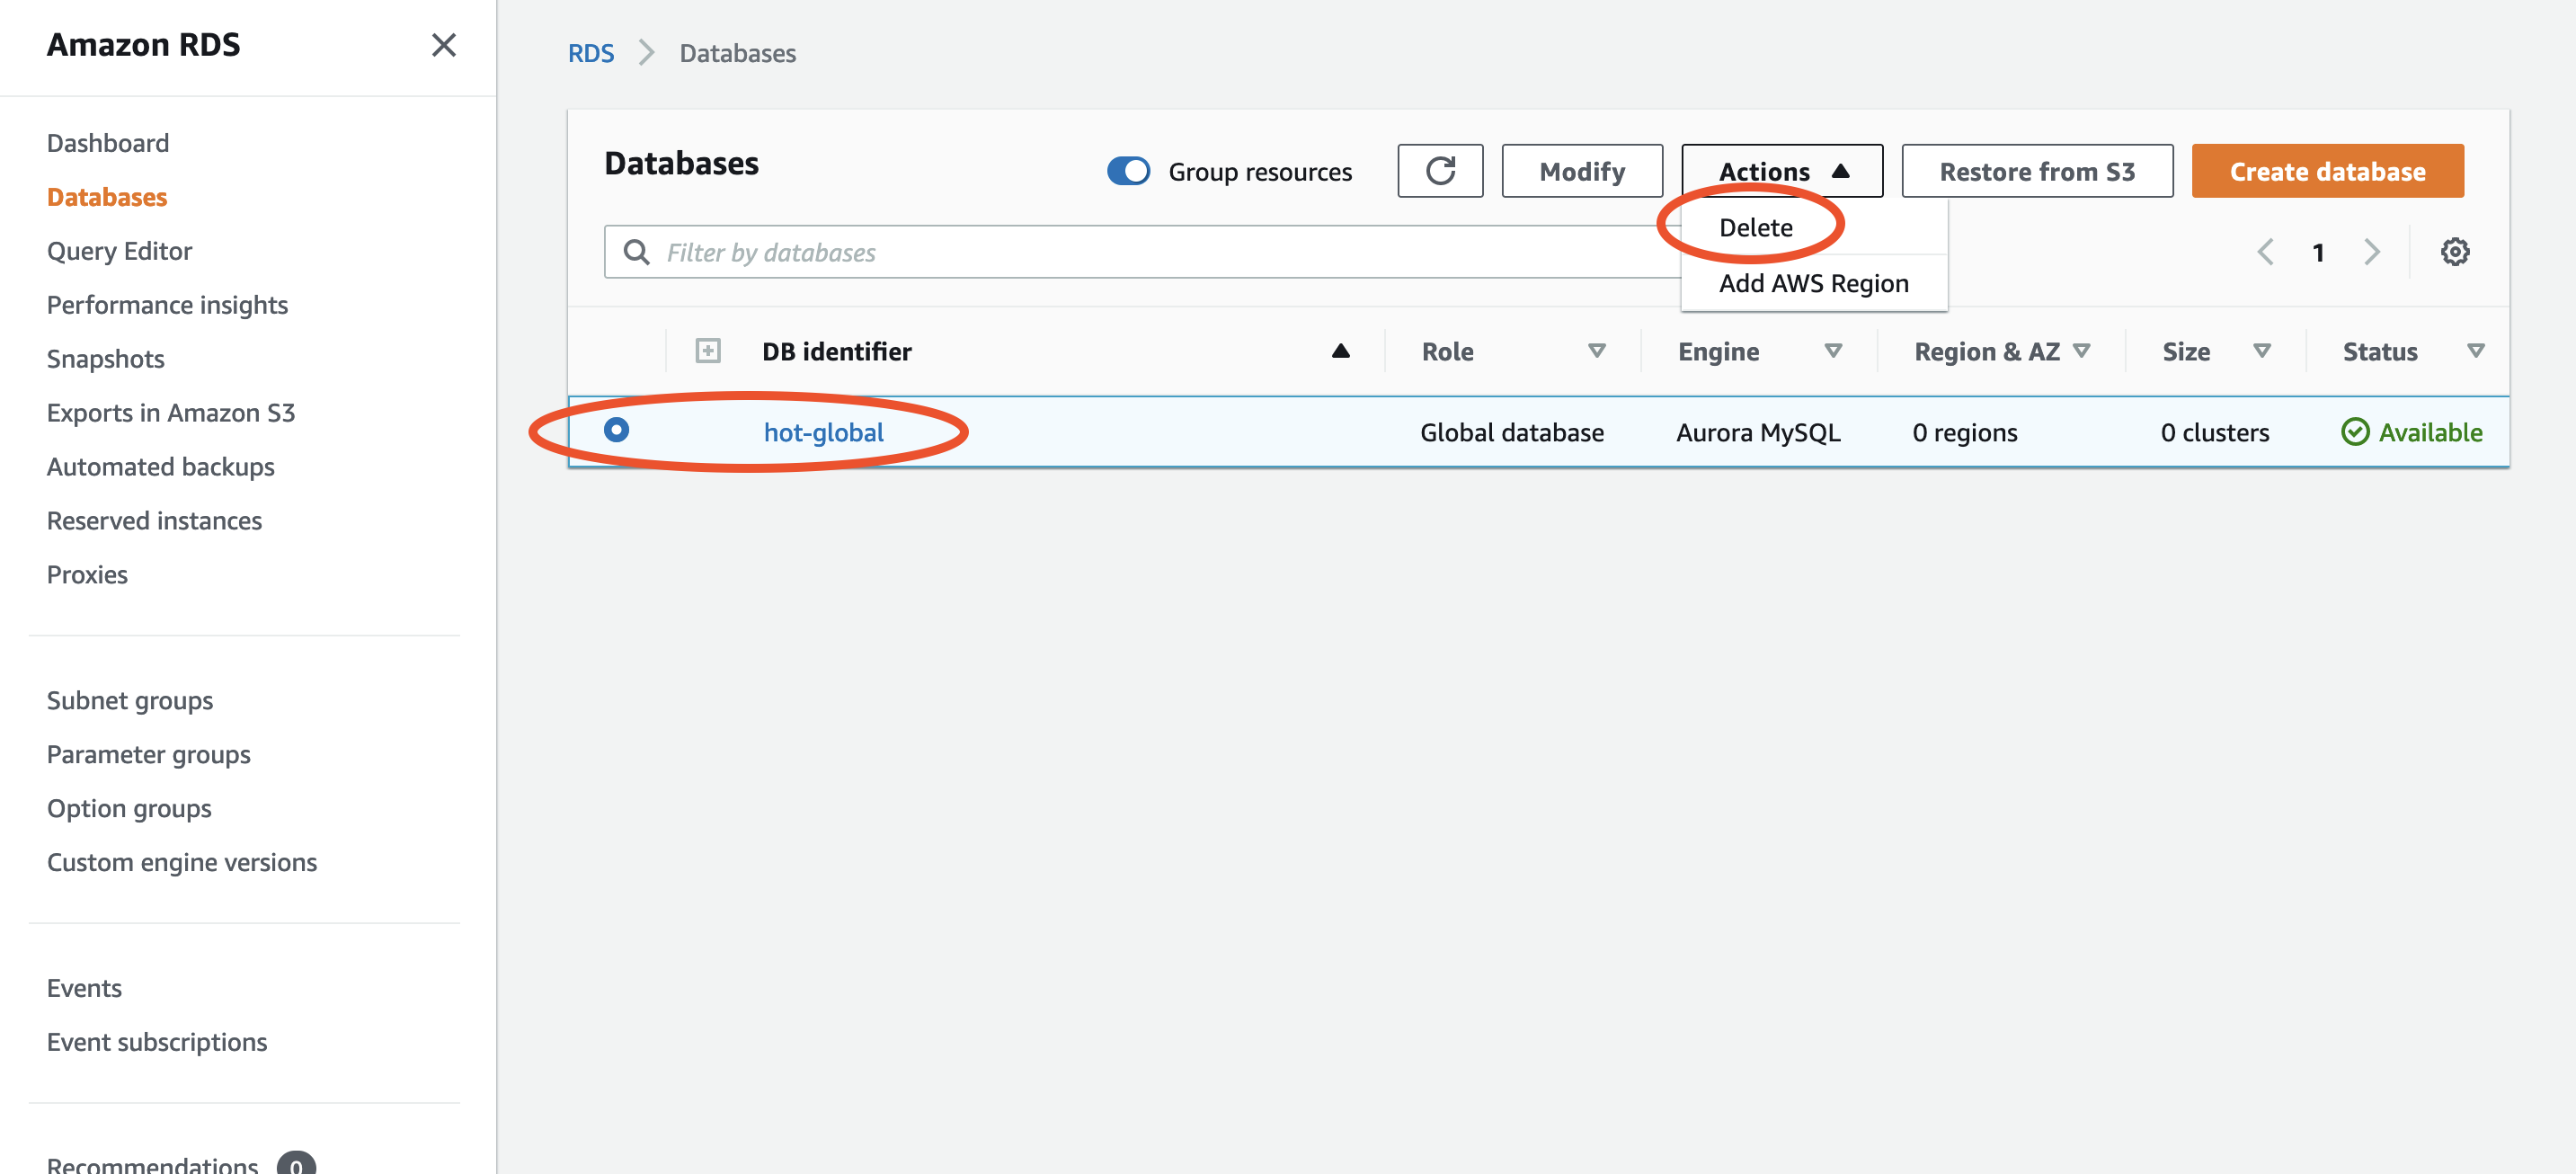 Amazon RDS
Dashboard
Databases
Query Editor
Performance insights
Snapshots
Exports in Amazon S3
Automated backups
Reserved instances
Proxies
Subnet groups
Parameter groups
Option groups
Custom engine versions
Events
Event subscriptions
Recommendations 0
RDS Databases
Databases Group resources Modify Actions Restore from S3 Create database
Delete
Filter by databases 1
Add AWS Region
DB identifier Role Engine Region & AZ Size Status
hot-global Global database Aurora MySQL 0 regions 0 clusters Available